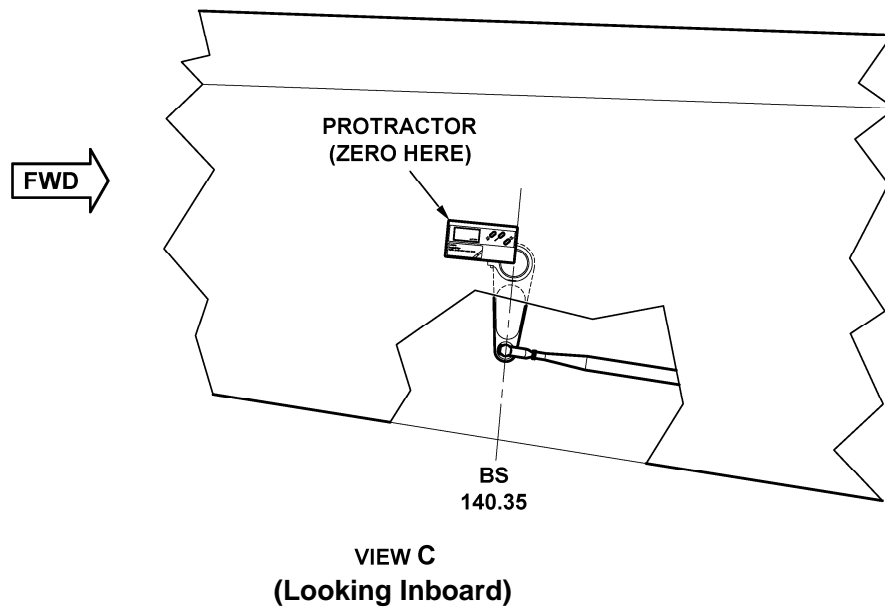 PROTRACTOR
(ZERO HERE)
FWD
BS
140.35
VIEW C
(Looking Inboard)